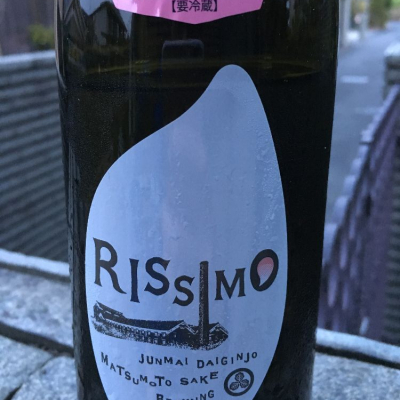 【要冷蔵】
RISSIMO
JUNMAI DAIGINJO
MATSUMOTO SAKE
BREWING